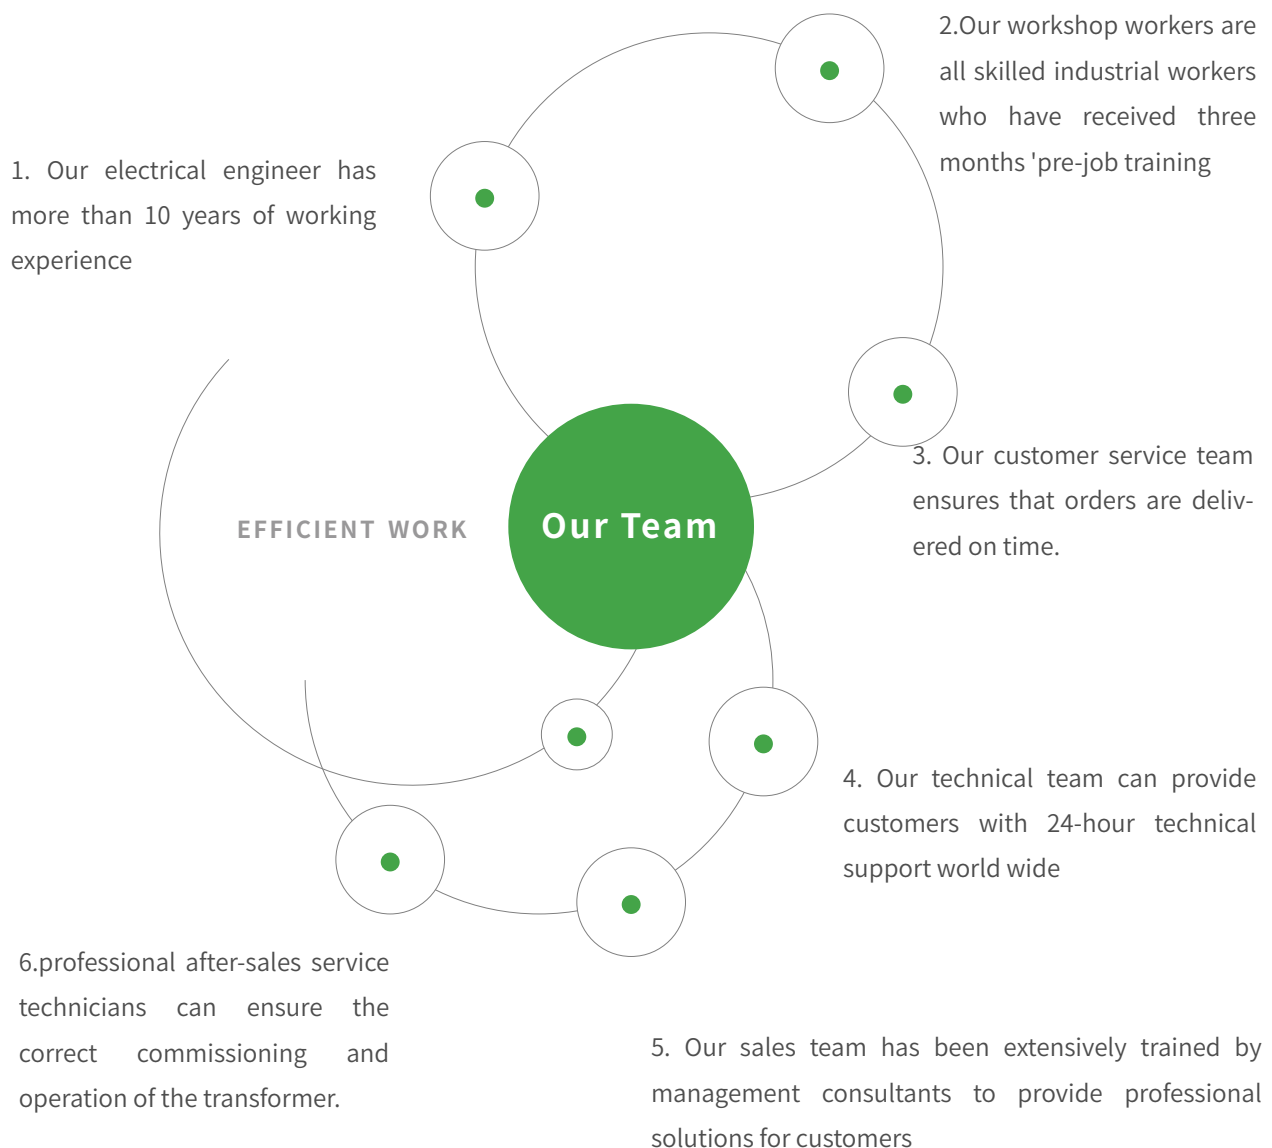 1. Our electrical engineer has
more than 10 years of working
experience
2.Our workshop workers are
all skilled industrial workers
who have received three
months 'pre-job training
3. Our customer service team
ensures that orders are deliv-
ered on time.
EFFICIENT WORK
Our Team
4. Our technical team can provide
customers with 24-hour technical
support world wide
5. Our sales team has been extensively trained by
management consultants to provide professional
solutions for customers
6.professional after-sales service
technicians can ensure the
correct commissioning and
operation of the transformer.